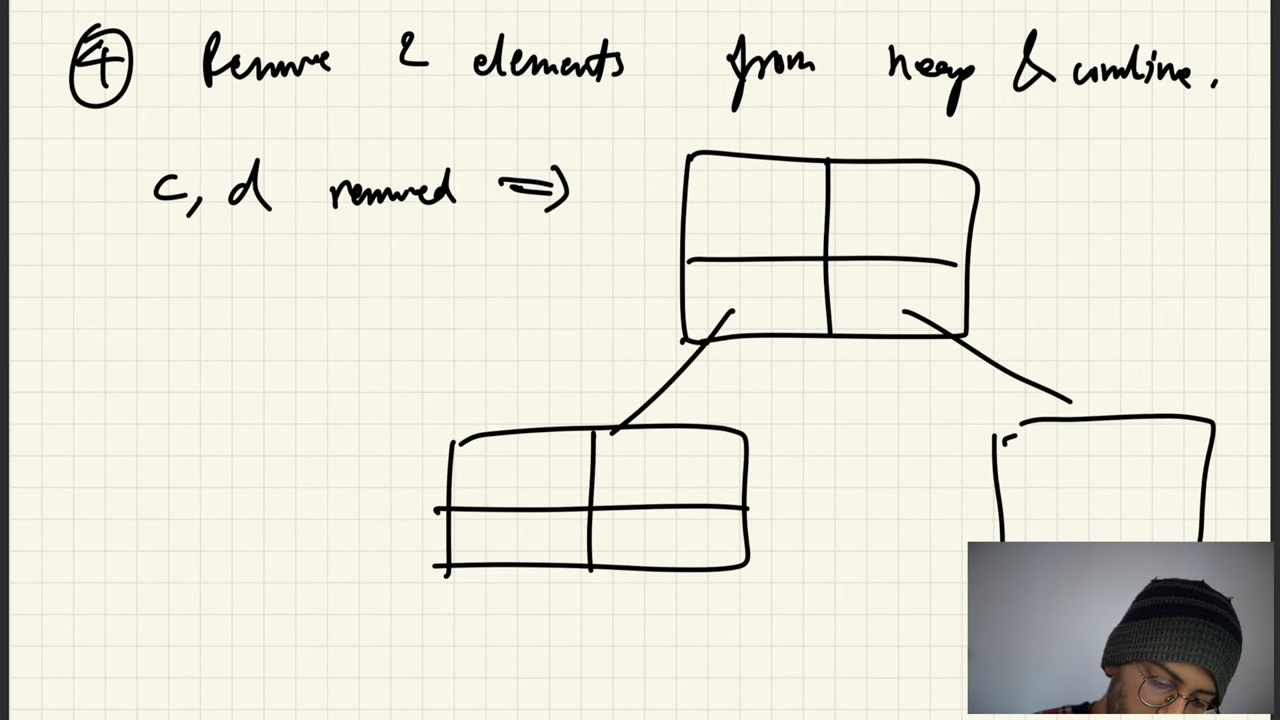 ④ Remove 2 elements from heap & combine.
c, d removed ⇒